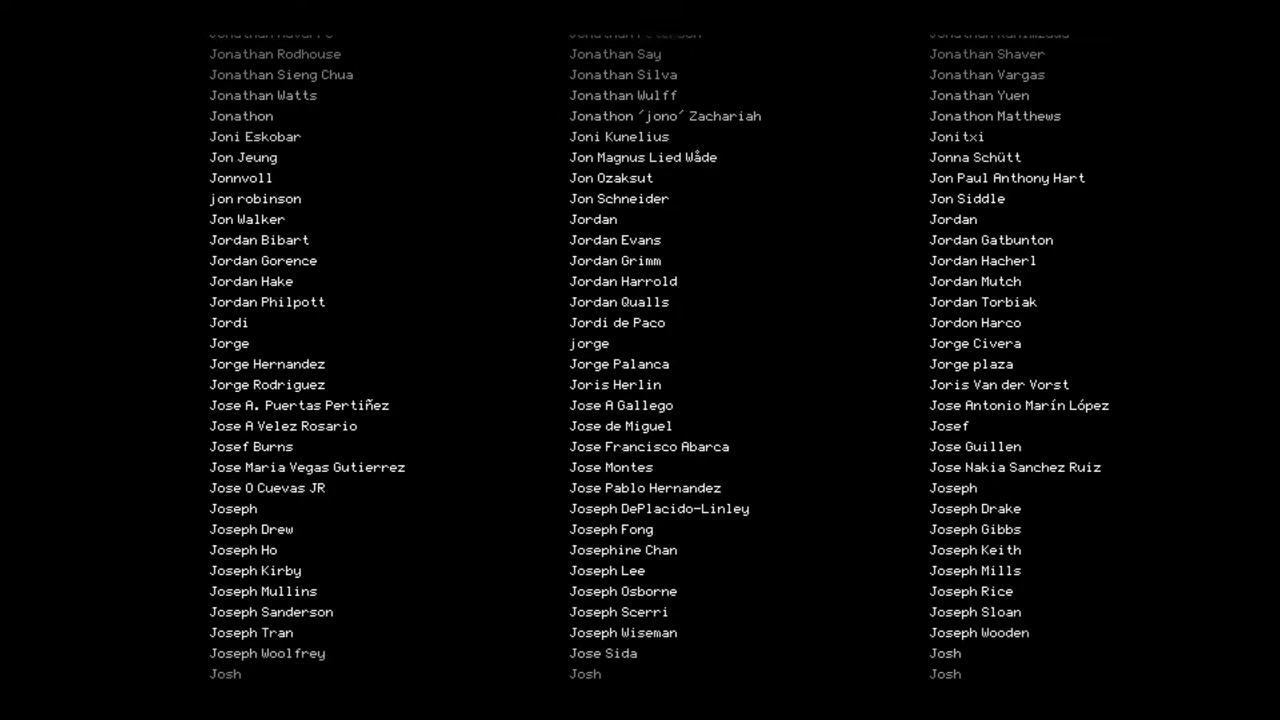 Jonathan Rodhouse Jonathan Say Jonathan Shaver
Jonathan Sieng Chua Jonathan Silva Jonathan Vargas
Jonathan Watts Jonathan Wulff Jonathan Yuen
Jonathon Jonathon ´jono´ Zachariah Jonathon Matthews
Joni Eskobar Joni Kunelius Jonitxi
Jon Jeung Jon Magnus Lied Wåde Jonna Schütt
Jonnvoll Jon Ozaksut Jon Paul Anthony Hart
jon robinson Jon Schneider Jon Siddle
Jon Walker Jordan Jordan
Jordan Bibart Jordan Evans Jordan Gatbunton
Jordan Gorence Jordan Grimm Jordan Hacherl
Jordan Hake Jordan Harrold Jordan Mutch
Jordan Philpott Jordan Qualls Jordan Torbiak
Jordi Jordi de Paco Jordon Harco
Jorge jorge Jorge Civera
Jorge Hernandez Jorge Palanca Jorge plaza
Jorge Rodriguez Joris Herlin Joris Van der Vorst
Jose A. Puertas Pertiñez Jose A Gallego Jose Antonio Marín López
Jose A Velez Rosario Jose de Miguel Josef
Josef Burns Jose Francisco Abarca Jose Guillen
Jose Maria Vegas Gutierrez Jose Montes Jose Nakia Sanchez Ruiz
Jose O Cuevas JR Jose Pablo Hernandez Joseph
Joseph Joseph DePlacido-Linley Joseph Drake
Joseph Drew Joseph Fong Joseph Gibbs
Joseph Ho Josephine Chan Joseph Keith
Joseph Kirby Joseph Lee Joseph Mills
Joseph Mullins Joseph Osborne Joseph Rice
Joseph Sanderson Joseph Scerri Joseph Sloan
Joseph Tran Joseph Wiseman Joseph Wooden
Joseph Woolfrey Jose Sida Josh
Josh Josh Josh